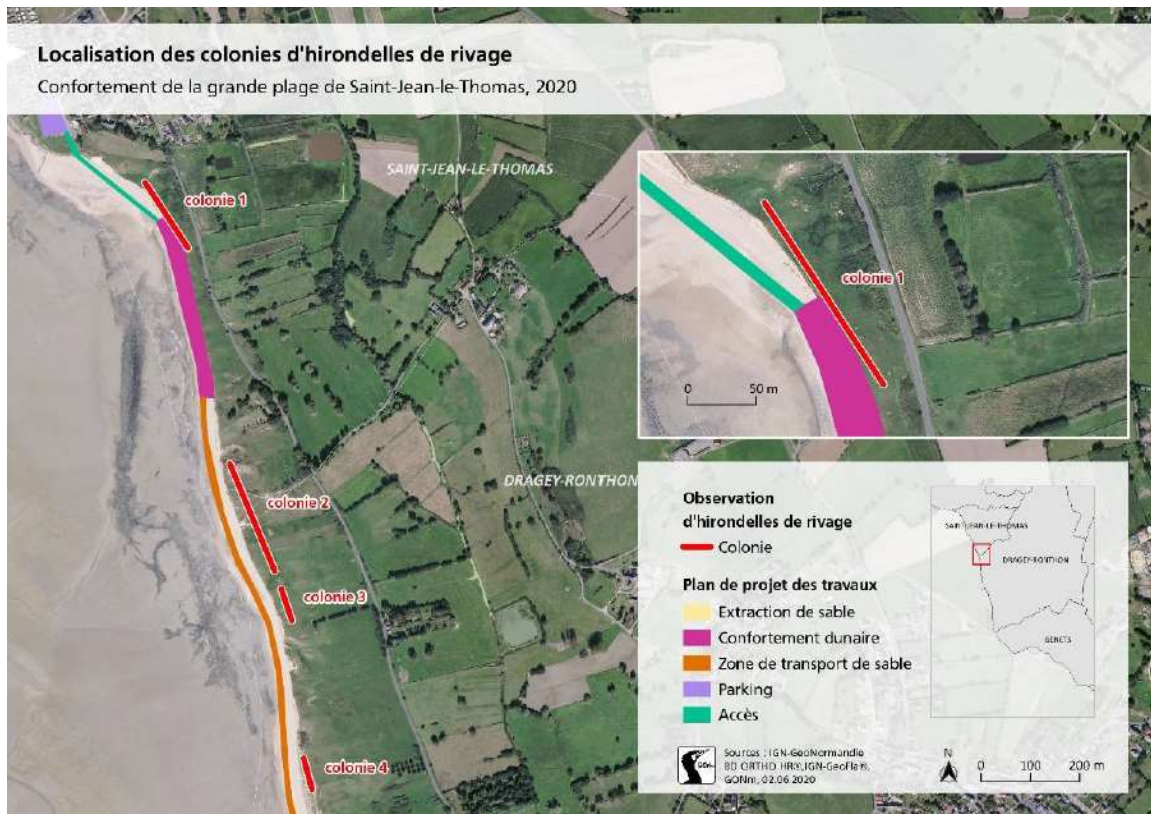 Localisation des colonies d'hirondelles de rivage
Confortement de la grande plage de Saint-Jean-le-Thomas, 2020
SAINT-JEAN-LE-THOMAS
colonie 1
colonie 1
0 50 m
colonie 2
DRAGEY-RONTHON
colonie 3
colonie 4
Observation
d'hirondelles de rivage
Colonie
Plan de projet des travaux
Extraction de sable
Confortement dunaire
Zone de transport de sable
Parking
Accès
SAINT-JEAN-LE-THOMAS
DRAGEY-RONTHON
GENETS
Sources : IGN-GeoNormandie
BD ORTHO HR®, IGN-GeoFla®,
GONm, 02.06.2020
N
0 100 200 m